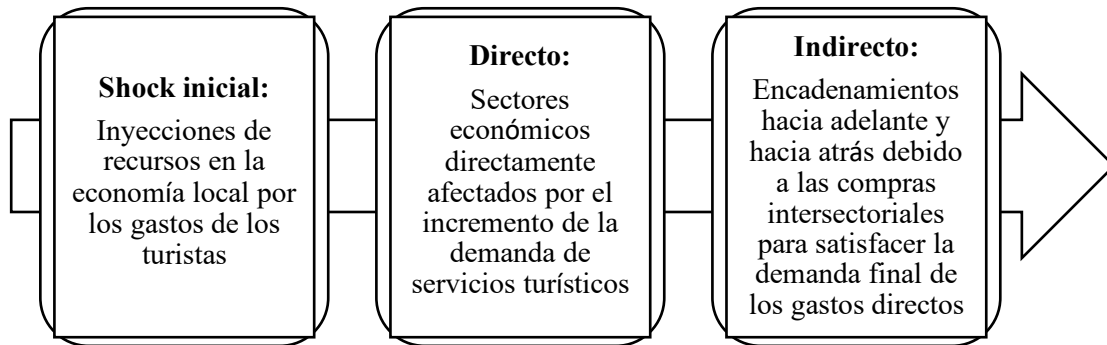 Shock inicial:
Inyecciones de
recursos en la
economía local por
los gastos de los
turistas
Directo:
Sectores
económicos
directamente
afectados por el
incremento de la
demanda de
servicios turísticos
Indirecto:
Encadenamientos
hacia adelante y
hacia atrás debido
a las compras
intersectoriales
para satisfacer la
demanda final de
los gastos directos